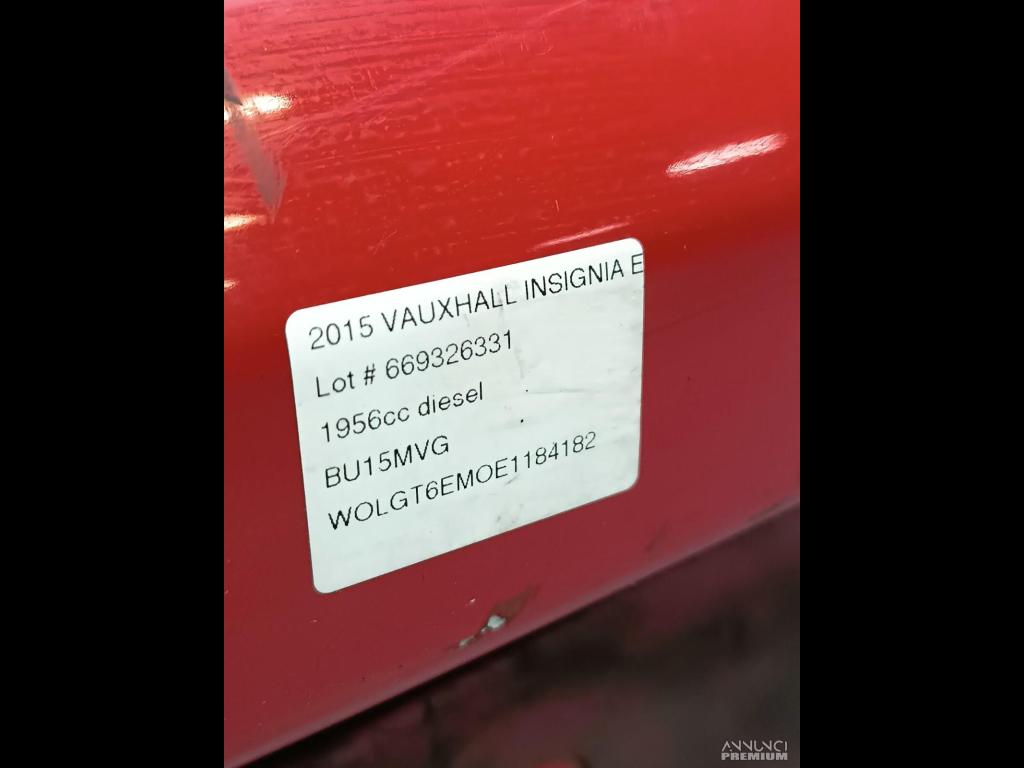 2015 VAUXHALL INSIGNIA E
Lot # 669326331
1956cc diesel
BU15MVG
WOLGT6EMOE1184182
ANNUNCI
PREMIUM